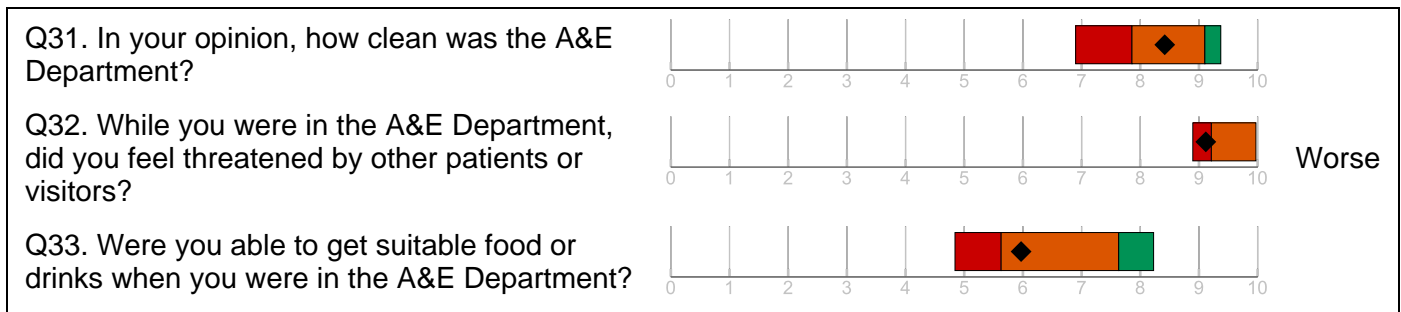 Q31. In your opinion, how clean was the A&E
Department?
0 1 2 3 4 5 6 7 8 9 10
Q32. While you were in the A&E Department,
did you feel threatened by other patients or
visitors?
Worse
0 1 2 3 4 5 6 7 8 9 10
Q33. Were you able to get suitable food or
drinks when you were in the A&E Department?
0 1 2 3 4 5 6 7 8 9 10